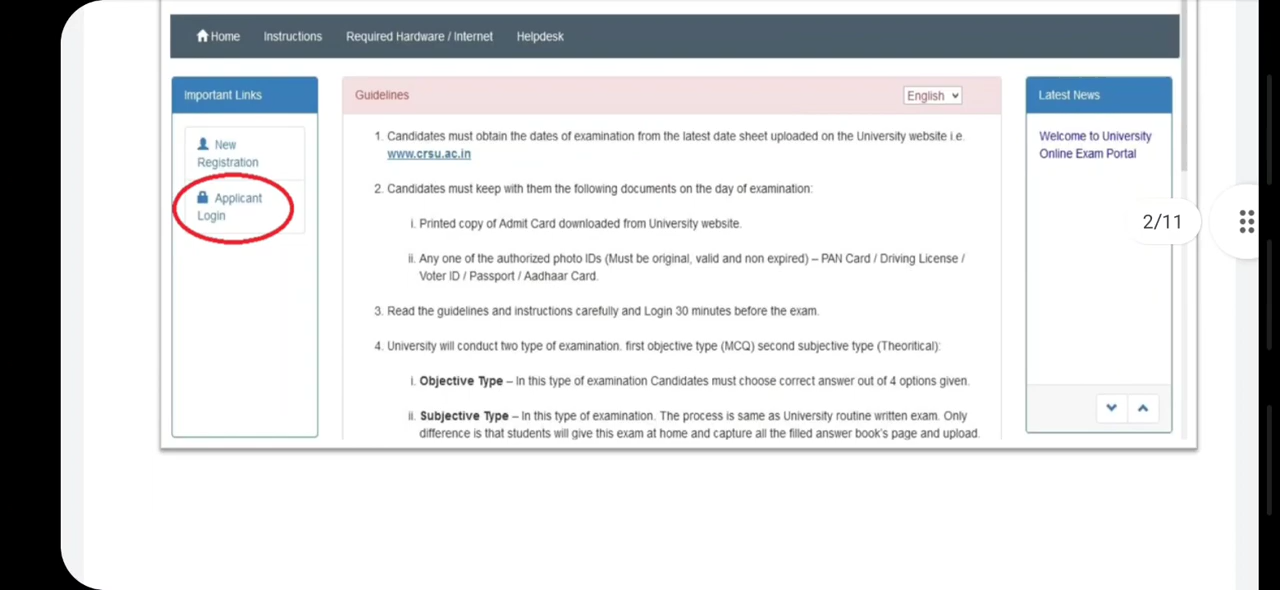 Home Instructions Required Hardware / Internet Helpdesk
Important Links
New
Registration
Applicant
Login
Guidelines English
1. Candidates must obtain the dates of examination from the latest date sheet uploaded on the University website i.e.
www.crsu.ac.in
2. Candidates must keep with them the following documents on the day of examination:
i. Printed copy of Admit Card downloaded from University website.
ii. Any one of the authorized photo IDs (Must be original, valid and non expired) – PAN Card / Driving License /
Voter ID / Passport / Aadhaar Card.
3. Read the guidelines and instructions carefully and Login 30 minutes before the exam.
4. University will conduct two type of examination. first objective type (MCQ) second subjective type (Theoritical):
i. Objective Type – In this type of examination Candidates must choose correct answer out of 4 options given.
ii. Subjective Type – In this type of examination. The process is same as University routine written exam. Only
difference is that students will give this exam at home and capture all the filled answer book's page and upload.
Latest News
Welcome to University
Online Exam Portal
2/11